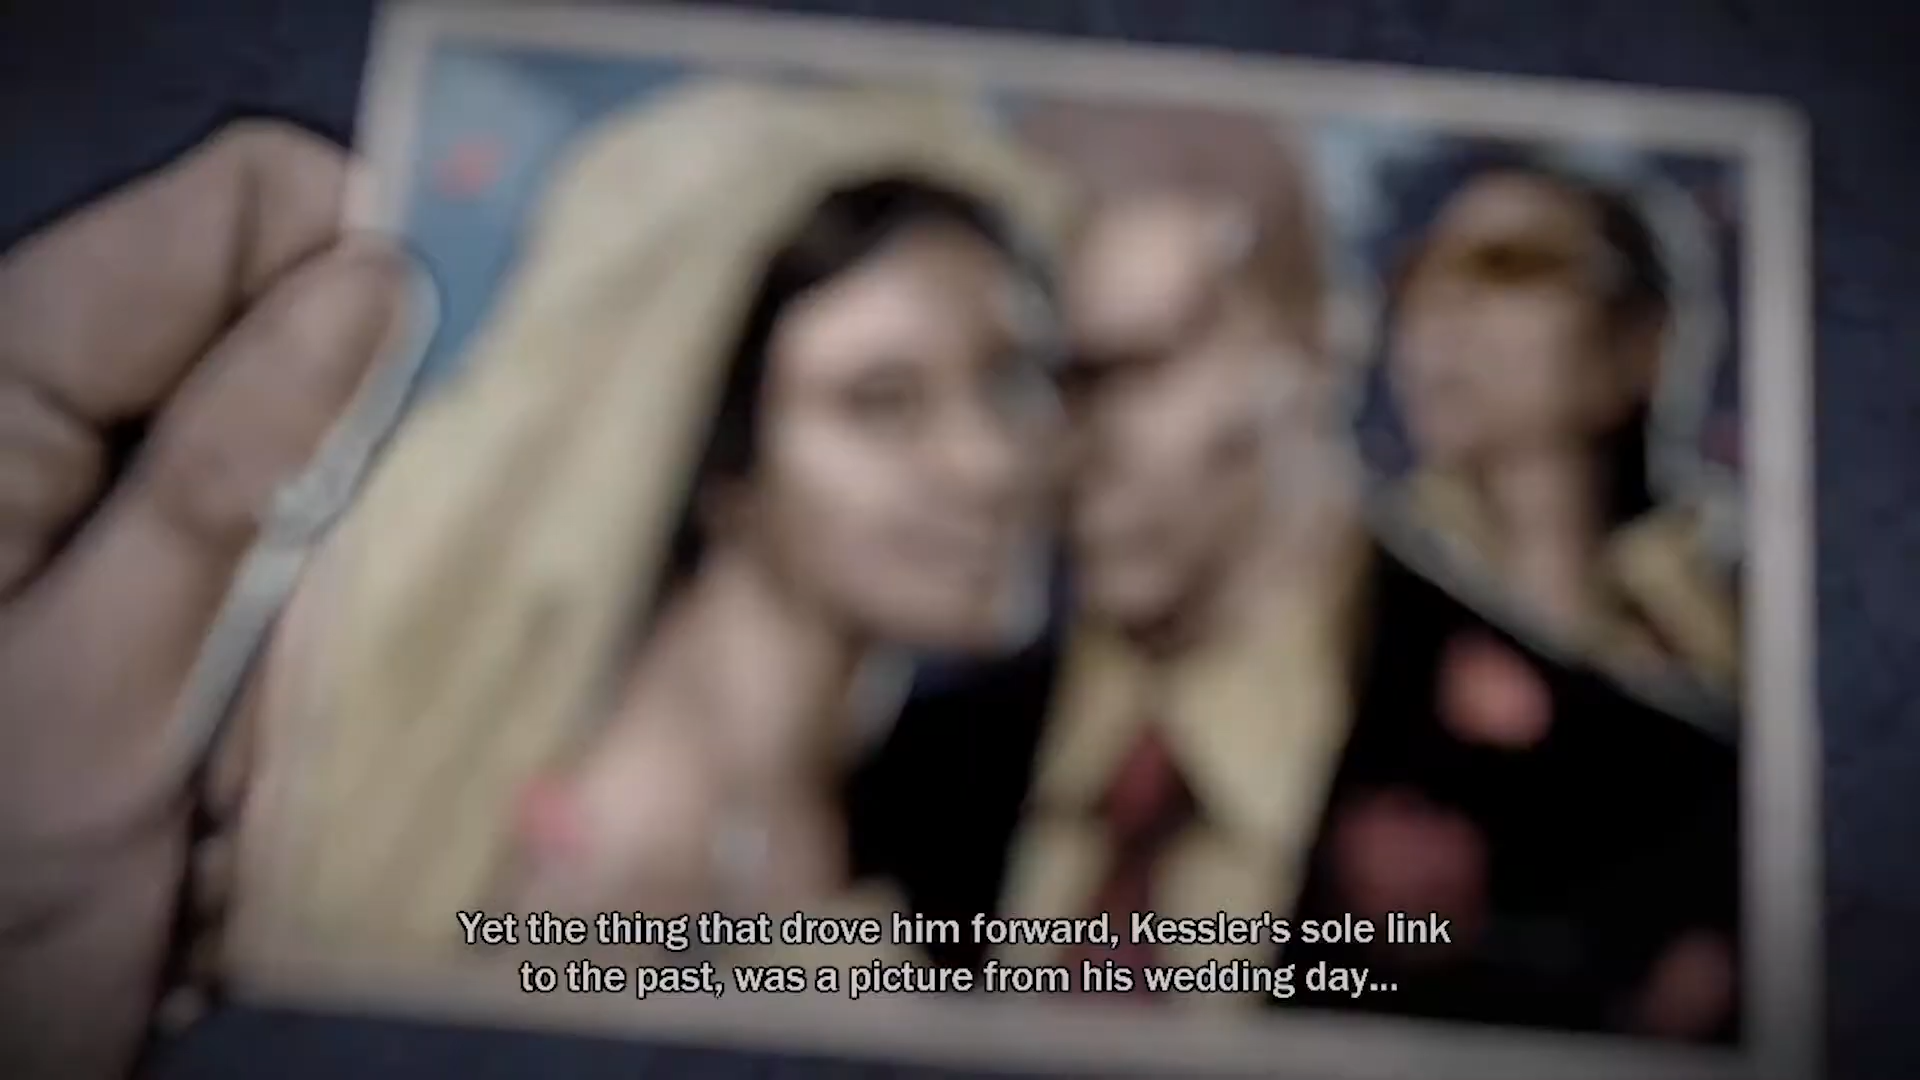 Yet the thing that drove him forward, Kessler's sole link
to the past, was a picture from his wedding day...